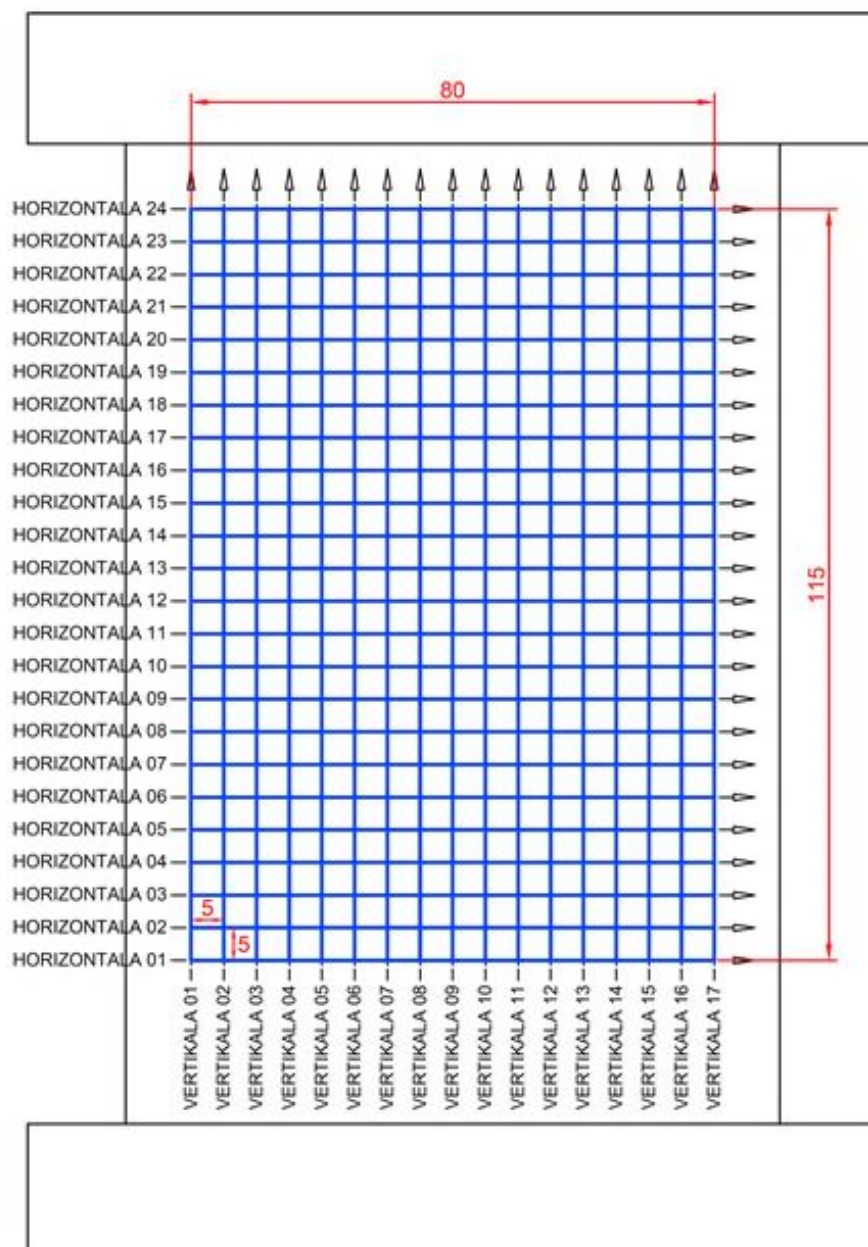 80
HORIZONTALA 24
HORIZONTALA 23
HORIZONTALA 22
HORIZONTALA 21
HORIZONTALA 20
HORIZONTALA 19
HORIZONTALA 18
HORIZONTALA 17
HORIZONTALA 16
HORIZONTALA 15
HORIZONTALA 14
HORIZONTALA 13
115
HORIZONTALA 12
HORIZONTALA 11
HORIZONTALA 10
HORIZONTALA 09
HORIZONTALA 08
HORIZONTALA 07
HORIZONTALA 06
HORIZONTALA 05
HORIZONTALA 04
HORIZONTALA 03
5
HORIZONTALA 02
5
HORIZONTALA 01
VERTIKALA 01
VERTIKALA 02
VERTIKALA 03
VERTIKALA 04
VERTIKALA 05
VERTIKALA 06
VERTIKALA 07
VERTIKALA 08
VERTIKALA 09
VERTIKALA 10
VERTIKALA 11
VERTIKALA 12
VERTIKALA 13
VERTIKALA 14
VERTIKALA 15
VERTIKALA 16
VERTIKALA 17